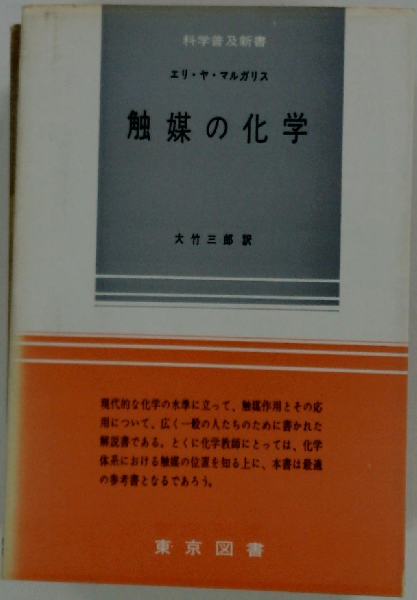 科学普及新書
エリ・ヤ・マルガリス
触媒の化学
大竹三郎 訳
現代的な化学の水準に立って、触媒作用とその応
用について、広く一般の人たちのために書かれた
解説書である。とくに化学教師にとっては、化学
体系における触媒の位置を知る上に、本書は最適
の参考書となるであろう。
東京図書